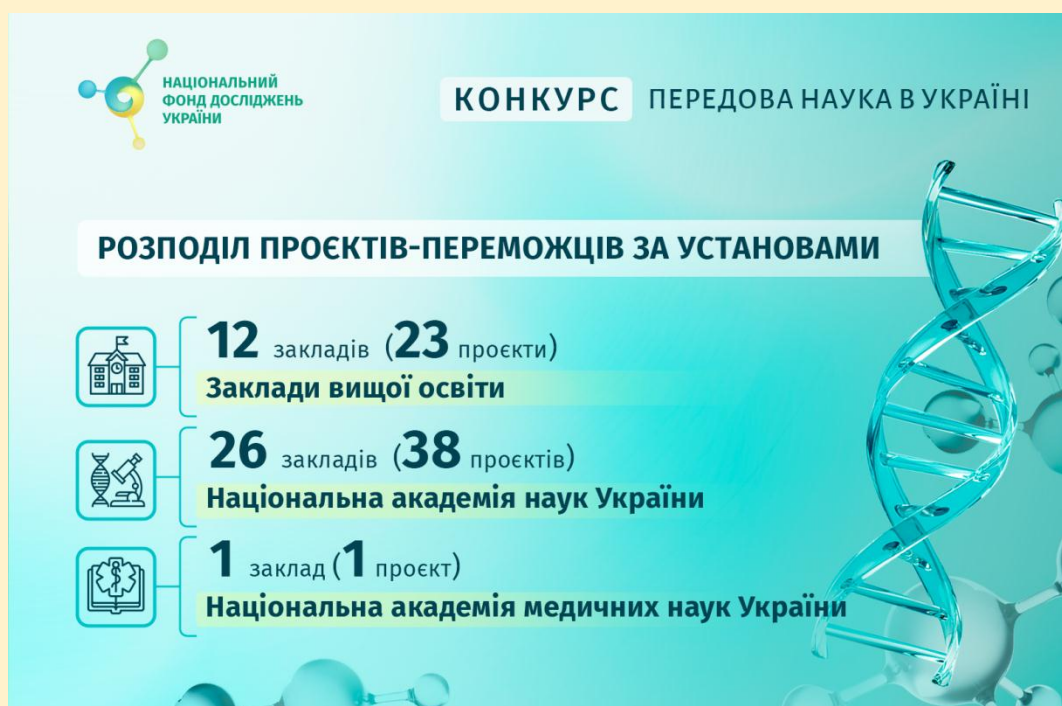 НАЦІОНАЛЬНИЙ
ФОНД ДОСЛІДЖЕНЬ
УКРАЇНИ
КОНКУРС ПЕРЕДОВА НАУКА В УКРАЇНІ
РОЗПОДІЛ ПРОЄКТІВ-ПЕРЕМОЖЦІВ ЗА УСТАНОВАМИ
12 закладів (23 проєкти)
Заклади вищої освіти
26 закладів (38 проєктів)
Національна академія наук України
1 заклад (1 проєкт)
Національна академія медичних наук України